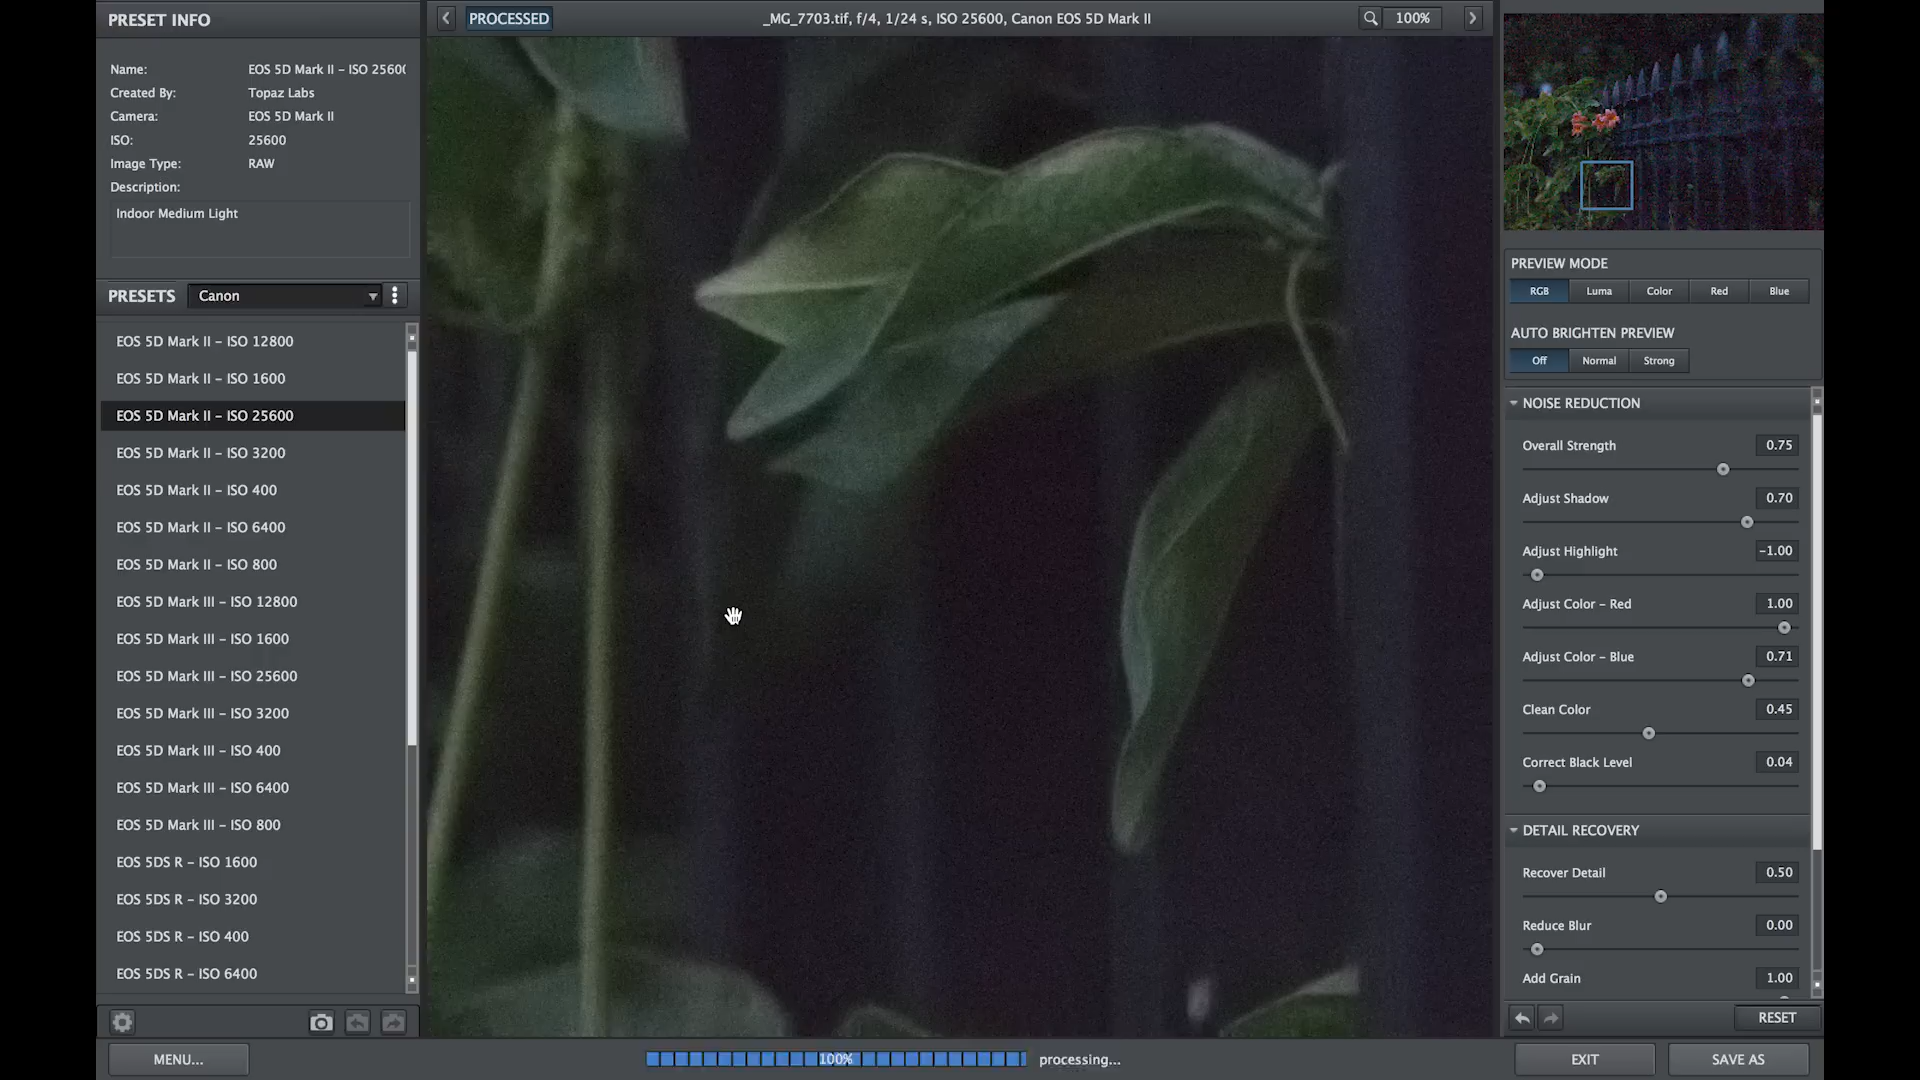 PRESET INFO
Name: EOS 5D Mark II – ISO 25600
Created By: Topaz Labs
Camera: EOS 5D Mark II
ISO: 25600
Image Type: RAW
Description:
Indoor Medium Light
PRESETS Canon
EOS 5D Mark II – ISO 12800
EOS 5D Mark II – ISO 1600
EOS 5D Mark II – ISO 25600
EOS 5D Mark II – ISO 3200
EOS 5D Mark II – ISO 400
EOS 5D Mark II – ISO 6400
EOS 5D Mark II – ISO 800
EOS 5D Mark III – ISO 12800
EOS 5D Mark III – ISO 1600
EOS 5D Mark III – ISO 25600
EOS 5D Mark III – ISO 3200
EOS 5D Mark III – ISO 400
EOS 5D Mark III – ISO 6400
EOS 5D Mark III – ISO 800
EOS 5DS R – ISO 1600
EOS 5DS R – ISO 3200
EOS 5DS R – ISO 400
EOS 5DS R – ISO 6400
MENU...
PROCESSED
_MG_7703.tif, f/4, 1/24 s, ISO 25600, Canon EOS 5D Mark II
100%
100% processing...
PREVIEW MODE
RGB Luma Color Red Blue
AUTO BRIGHTEN PREVIEW
Off Normal Strong
NOISE REDUCTION
Overall Strength 0.75
Adjust Shadow 0.70
Adjust Highlight –1.00
Adjust Color – Red 1.00
Adjust Color – Blue 0.71
Clean Color 0.45
Correct Black Level 0.04
DETAIL RECOVERY
Recover Detail 0.50
Reduce Blur 0.00
Add Grain 1.00
RESET
EXIT SAVE AS